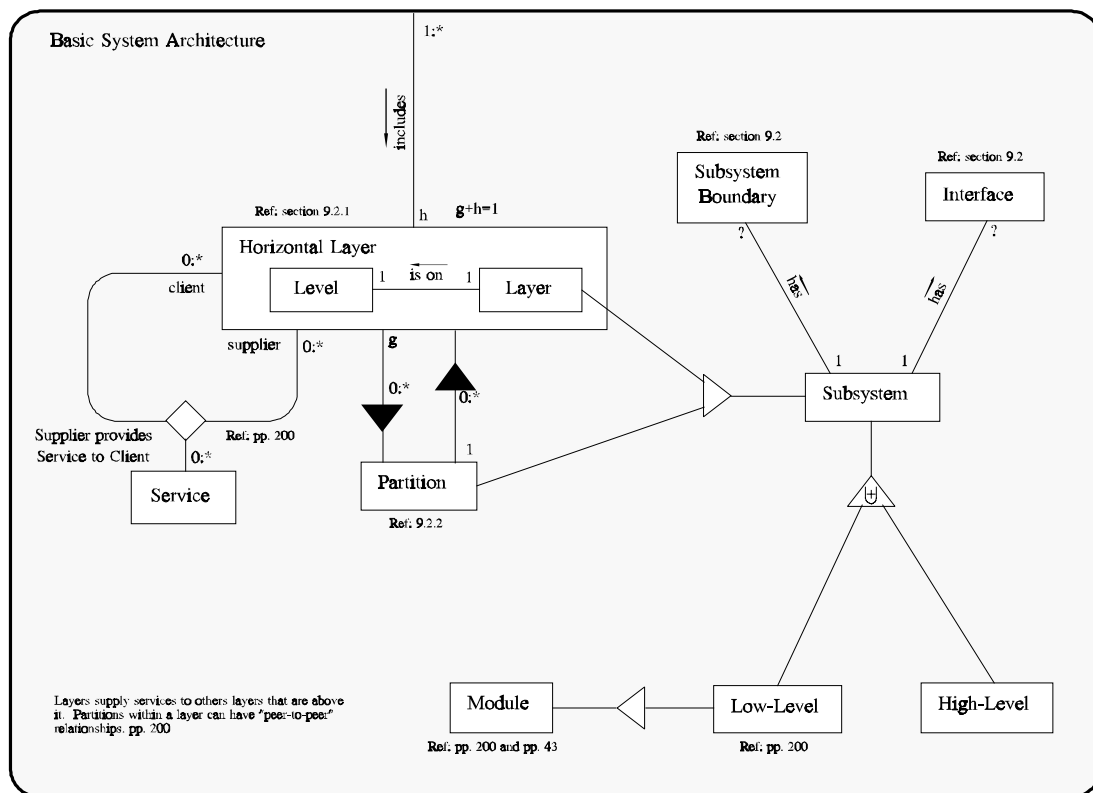 Basic System Architecture
1:*
includes
Ref: section 9.2.1
h
g+h=1
Horizontal Layer
Level
1
is on
1
Layer
0:*
client
supplier
0:*
g
0:*
0:*
1
Supplier provides
Service to Client
Ref: pp. 200
0:*
Service
Partition
Ref: 9.2.2
Ref: section 9.2
Subsystem
Boundary
?
has
1
Ref: section 9.2
Interface
?
has
1
Subsystem
⊎
Layers supply services to others layers that are above
it. Partitions within a layer can have "peer-to-peer"
relationships. pp. 200
Module
Ref: pp. 200 and pp. 43
Low-Level
Ref: pp. 200
High-Level